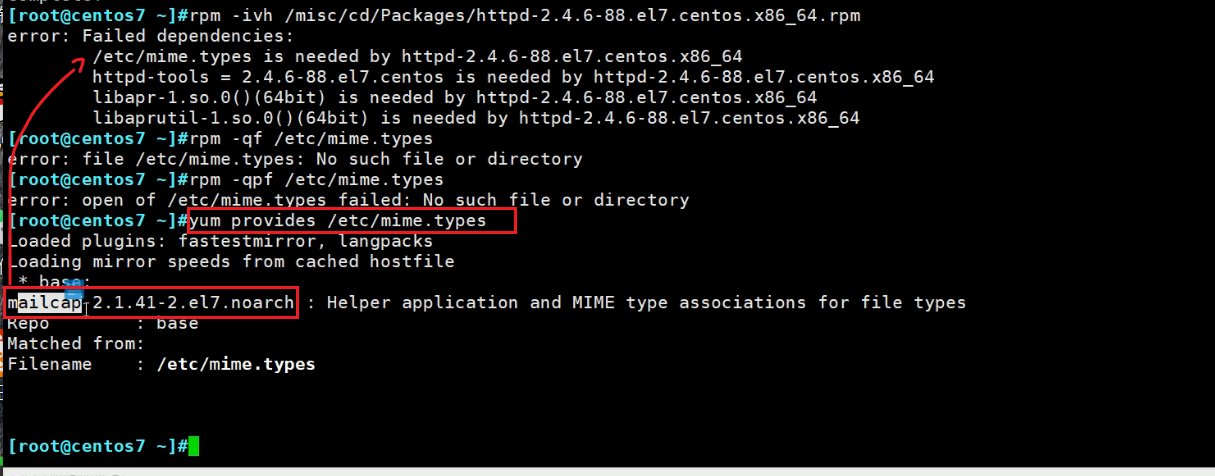 [root@centos7 ~]#rpm -ivh /misc/cd/Packages/httpd-2.4.6-88.el7.centos.x86_64.rpm
error: Failed dependencies:
/etc/mime.types is needed by httpd-2.4.6-88.el7.centos.x86_64
httpd-tools = 2.4.6-88.el7.centos is needed by httpd-2.4.6-88.el7.centos.x86_64
libapr-1.so.0()(64bit) is needed by httpd-2.4.6-88.el7.centos.x86_64
libaprutil-1.so.0()(64bit) is needed by httpd-2.4.6-88.el7.centos.x86_64
[root@centos7 ~]#rpm -qf /etc/mime.types
error: file /etc/mime.types: No such file or directory
[root@centos7 ~]#rpm -qpf /etc/mime.types
error: open of /etc/mime.types failed: No such file or directory
[root@centos7 ~]#yum provides /etc/mime.types
Loaded plugins: fastestmirror, langpacks
Loading mirror speeds from cached hostfile
* base:
mailcap-2.1.41-2.el7.noarch : Helper application and MIME type associations for file types
Repo : base
Matched from:
Filename : /etc/mime.types
[root@centos7 ~]#